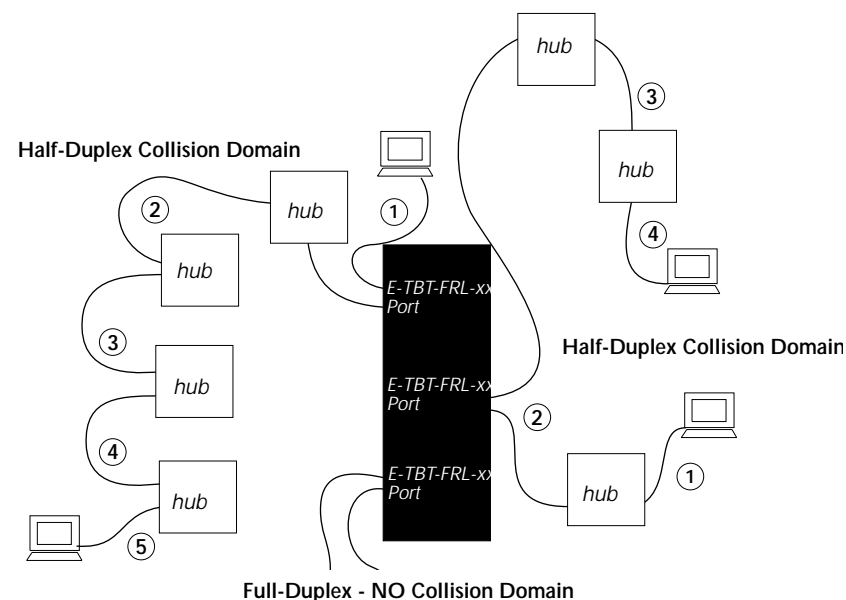 hub
3
Half-Duplex Collision Domain
hub
2
hub
1
4
hub
E-TBT-FRL-xx
Port
3
Half-Duplex Collision Domain
hub
E-TBT-FRL-xx
Port
2
4
E-TBT-FRL-xx
Port
hub
1
hub
5
Full-Duplex - NO Collision Domain